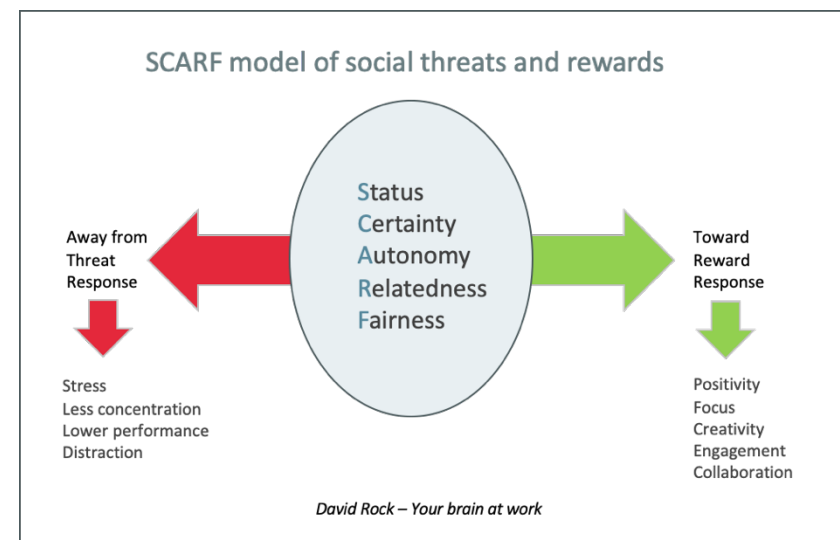 SCARF model of social threats and rewards
Status
Certainty
Autonomy
Relatedness
Fairness
Away from
Threat
Response
Stress
Less concentration
Lower performance
Distraction
Toward
Reward
Response
Positivity
Focus
Creativity
Engagement
Collaboration
David Rock – Your brain at work